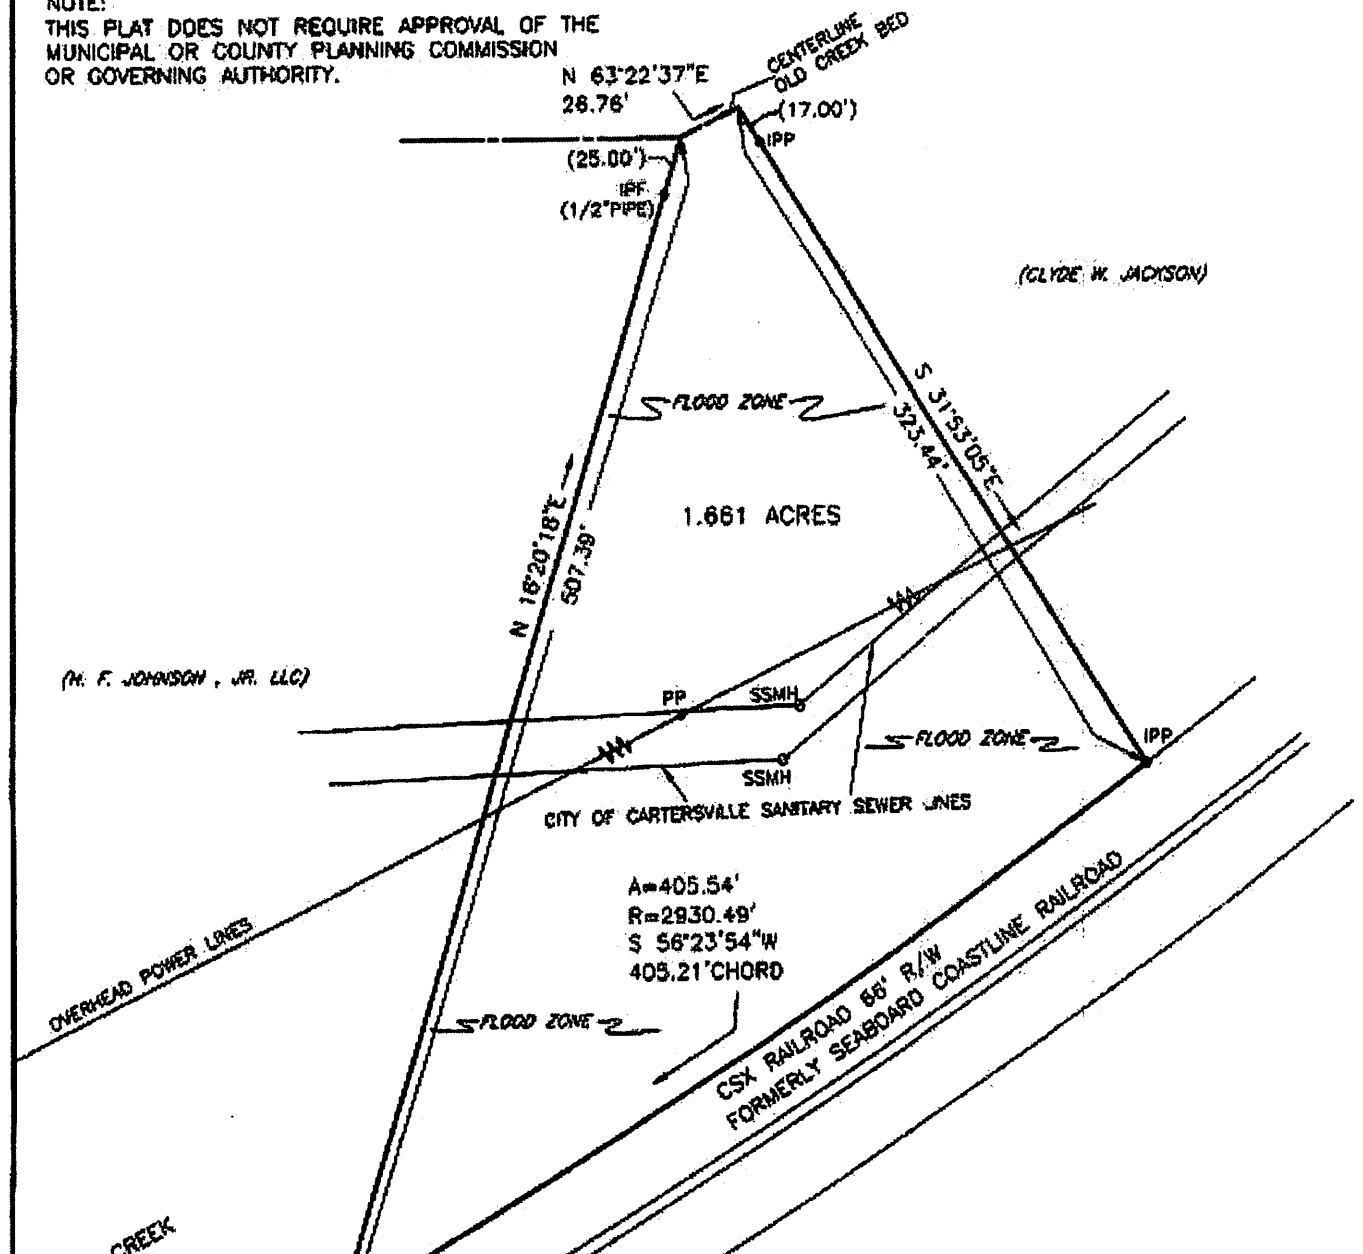 NOTE:
THIS PLAT DOES NOT REQUIRE APPROVAL OF THE
MUNICIPAL OR COUNTY PLANNING COMMISSION
OR GOVERNING AUTHORITY.
CENTERLINE
OLD CREEK BED
N 63°22'37"E
26.76'
(17.00')
IPP
(25.00')
IPF
(1/2"PIPE)
(CLYDE W. JACKSON)
S 31°53'05"E
323.44'
FLOOD ZONE
1.661 ACRES
N 16°20'18"E
507.39'
(H. F. JOHNSON , JR. LLC)
PP
SSMH
FLOOD ZONE
IPP
SSMH
CITY OF CARTERSVILLE SANITARY SEWER LINES
A=405.54'
R=2930.49'
S 56°23'54"W
405.21'CHORD
OVERHEAD POWER LINES
FLOOD ZONE
CSX RAILROAD 66' R/W
FORMERLY SEABOARD COASTLINE RAILROAD
CREEK